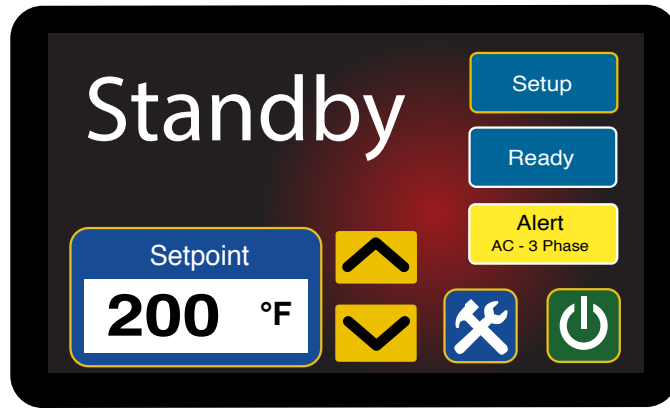 Standby
Setup
Ready
Alert
AC - 3 Phase
Setpoint
200 °F